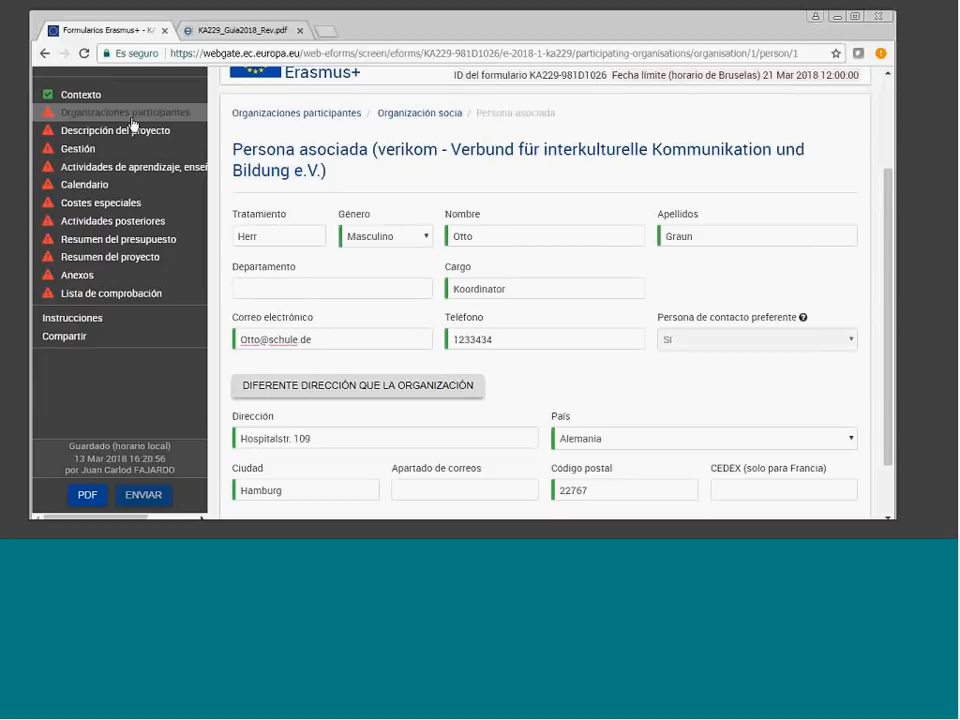 Formularios Erasmus+ - K
KA229_Guia2018_Rev.pdf
Es seguro
https://webgate.ec.europa.eu/web-eforms/screen/eforms/KA229-981D1026/e-2018-1-ka229/participating-organisations/organisation/1/person/1
Contexto
Organizaciones participantes
Descripción del proyecto
Gestión
Actividades de aprendizaje, enseñ
Calendario
Costes especiales
Actividades posteriores
Resumen del presupuesto
Resumen del proyecto
Anexos
Lista de comprobación
Instrucciones
Compartir
Guardado (horario local)
13 Mar 2018 16:20:56
por Juan Carlod FAJARDO
PDF
ENVIAR
Erasmus+
ID del formulario KA229-981D1026 Fecha límite (horario de Bruselas) 21 Mar 2018 12:00:00
Organizaciones participantes / Organización socia / Persona asociada
Persona asociada (verikom - Verbund für interkulturelle Kommunikation und
Bildung e.V.)
Tratamiento Género Nombre Apellidos
Herr Masculino Otto Graun
Departamento Cargo
Koordinator
Correo electrónico Teléfono Persona de contacto preferente
Otto@schule.de 1233434 Sí
DIFERENTE DIRECCIÓN QUE LA ORGANIZACIÓN
Dirección País
Hospitalstr. 109 Alemania
Ciudad Apartado de correos Código postal CEDEX (solo para Francia)
Hamburg 22767